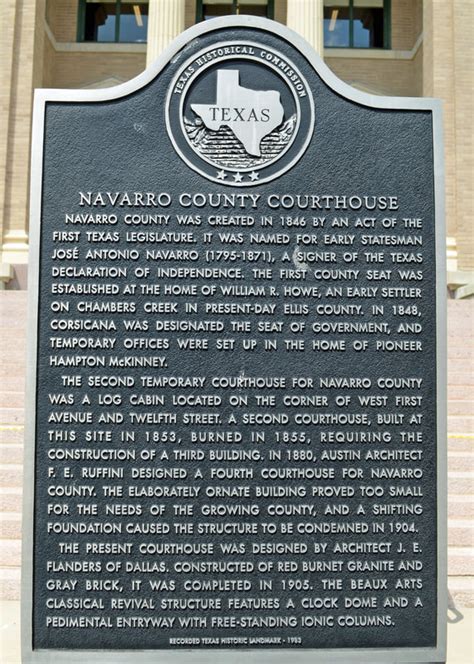 TEXAS HISTORICAL COMMISSION
TEXAS
NAVARRO COUNTY COURTHOUSE
NAVARRO COUNTY WAS CREATED IN 1846 BY AN ACT OF THE
FIRST TEXAS LEGISLATURE. IT WAS NAMED FOR EARLY STATESMAN
JOSÉ ANTONIO NAVARRO (1795-1871), A SIGNER OF THE TEXAS
DECLARATION OF INDEPENDENCE. THE FIRST COUNTY SEAT WAS
ESTABLISHED AT THE HOME OF WILLIAM R. HOWE, AN EARLY SETTLER
ON CHAMBERS CREEK IN PRESENT-DAY ELLIS COUNTY. IN 1848,
CORSICANA WAS DESIGNATED THE SEAT OF GOVERNMENT, AND
TEMPORARY OFFICES WERE SET UP IN THE HOME OF PIONEER
HAMPTON McKINNEY.
THE SECOND TEMPORARY COURTHOUSE FOR NAVARRO COUNTY
WAS A LOG CABIN LOCATED ON THE CORNER OF WEST FIRST
AVENUE AND TWELFTH STREET. A SECOND COURTHOUSE, BUILT AT
THIS SITE IN 1853, BURNED IN 1855, REQUIRING THE
CONSTRUCTION OF A THIRD BUILDING. IN 1880, AUSTIN ARCHITECT
F. E. RUFFINI DESIGNED A FOURTH COURTHOUSE FOR NAVARRO
COUNTY. THE ELABORATELY ORNATE BUILDING PROVED TOO SMALL
FOR THE NEEDS OF THE GROWING COUNTY, AND A SHIFTING
FOUNDATION CAUSED THE STRUCTURE TO BE CONDEMNED IN 1904.
THE PRESENT COURTHOUSE WAS DESIGNED BY ARCHITECT J. E.
FLANDERS OF DALLAS. CONSTRUCTED OF RED BURNET GRANITE AND
GRAY BRICK, IT WAS COMPLETED IN 1905. THE BEAUX ARTS
CLASSICAL REVIVAL STRUCTURE FEATURES A CLOCK DOME AND A
PEDIMENTAL ENTRYWAY WITH FREE-STANDING IONIC COLUMNS.
RECORDED TEXAS HISTORIC LANDMARK - 1983